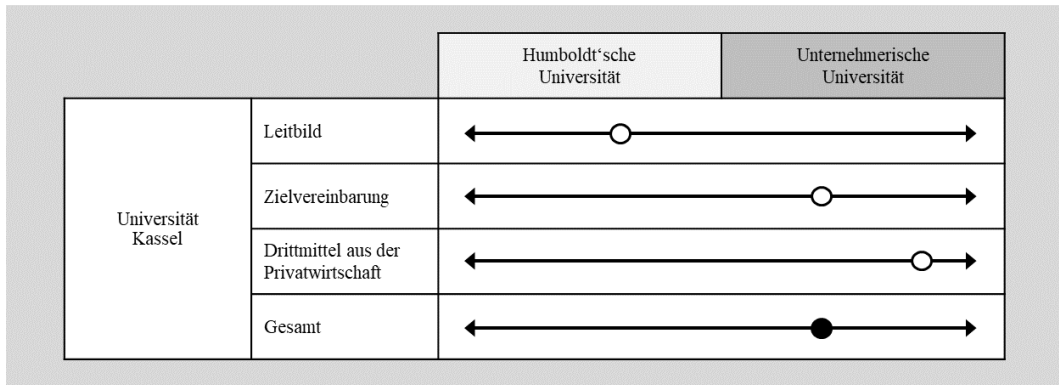 Humboldt‘sche
Universität
Unternehmerische
Universität
Universität
Kassel
Leitbild
Zielvereinbarung
Drittmittel aus der
Privatwirtschaft
Gesamt